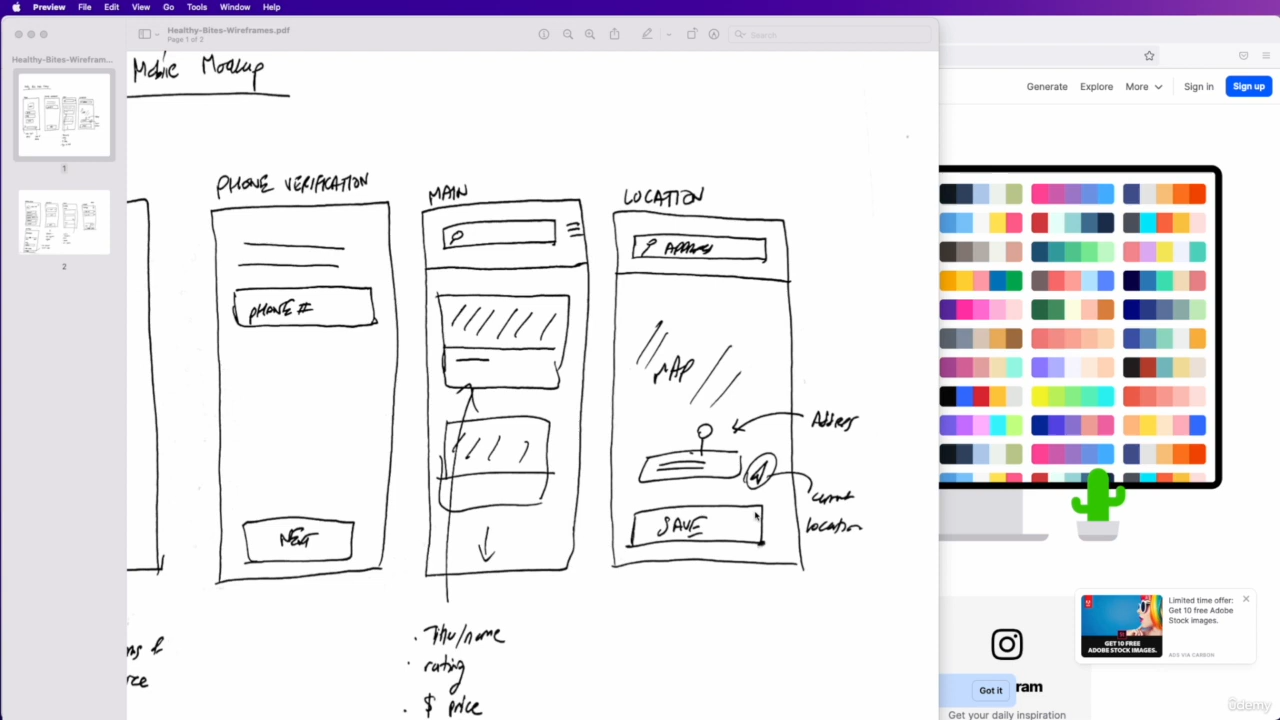 Preview File Edit View Go Tools Window Help
Healthy-Bites-Wireframes.pdf
Page 1 of 2
Search
Healthy-Bites-Wirefram...
1
2
Mobile Mockup
PHONE VERIFICATION
PHONE #
NEXT
MAIN
rating
$ price
LOCATION
ADDRESS
MAP
Address
current
location
SAVE
Generate Explore More Sign in Sign up
Limited time offer:
Get 10 free Adobe
Stock images.
GET 10 FREE
ADOBE STOCK IMAGES.
ADS VIA CARBON
Got it
ram
Get your daily inspiration
ûdemy